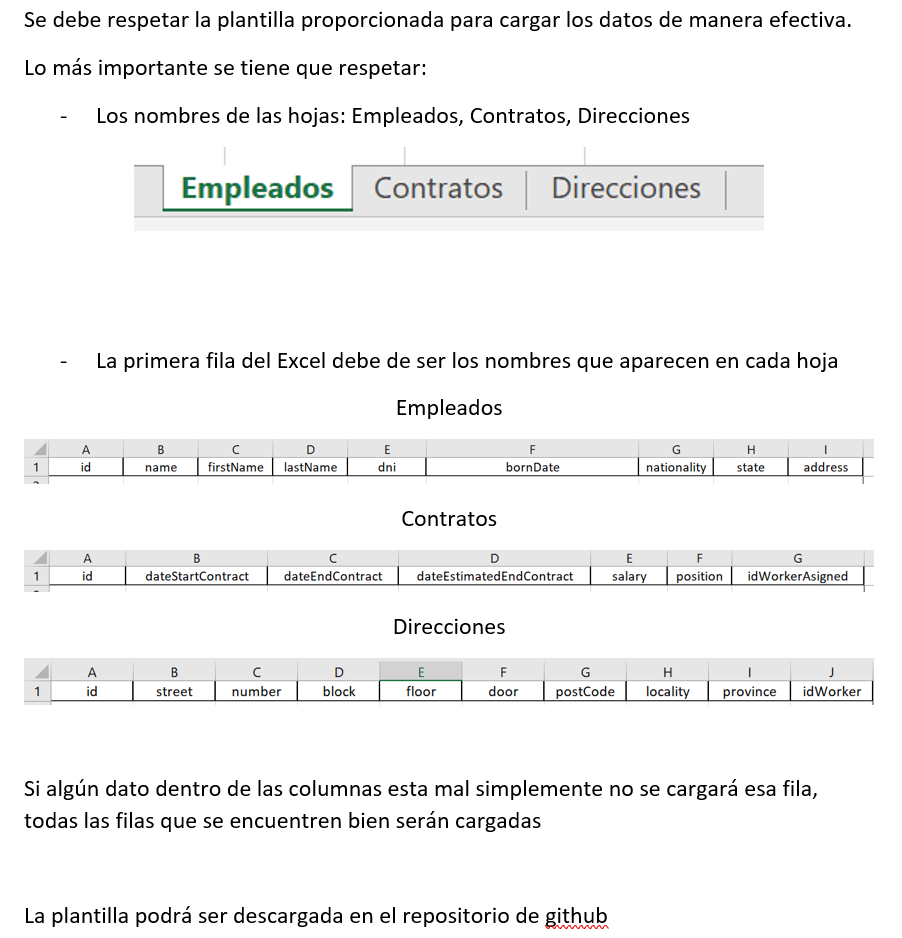 Se debe respetar la plantilla proporcionada para cargar los datos de manera efectiva.
Lo más importante se tiene que respetar:
- Los nombres de las hojas: Empleados, Contratos, Direcciones
Empleados Contratos Direcciones
- La primera fila del Excel debe de ser los nombres que aparecen en cada hoja
Empleados
A B C D E F G H I
1 id name firstName lastName dni bornDate nationality state address
Contratos
A B C D E F G
1 id dateStartContract dateEndContract dateEstimatedEndContract salary position idWorkerAsigned
Direcciones
A B C D E F G H I J
1 id street number block floor door postCode locality province idWorker
Si algún dato dentro de las columnas esta mal simplemente no se cargará esa fila,
todas las filas que se encuentren bien serán cargadas
La plantilla podrá ser descargada en el repositorio de github